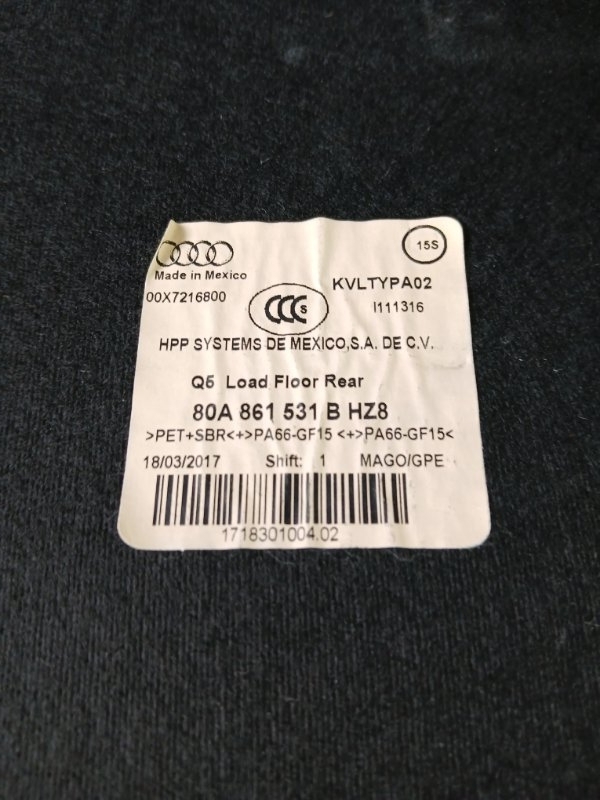 15S
Made in Mexico
KVLTYPA02
00X7216800
CCC S
I111316
HPP SYSTEMS DE MEXICO,S.A. DE C.V.
Q5 Load Floor Rear
80A 861 531 B HZ8
>PET+SBR<+>PA66-GF15 <+>PA66-GF15<
18/03/2017 Shift: 1 MAGO/GPE
1718301004.02